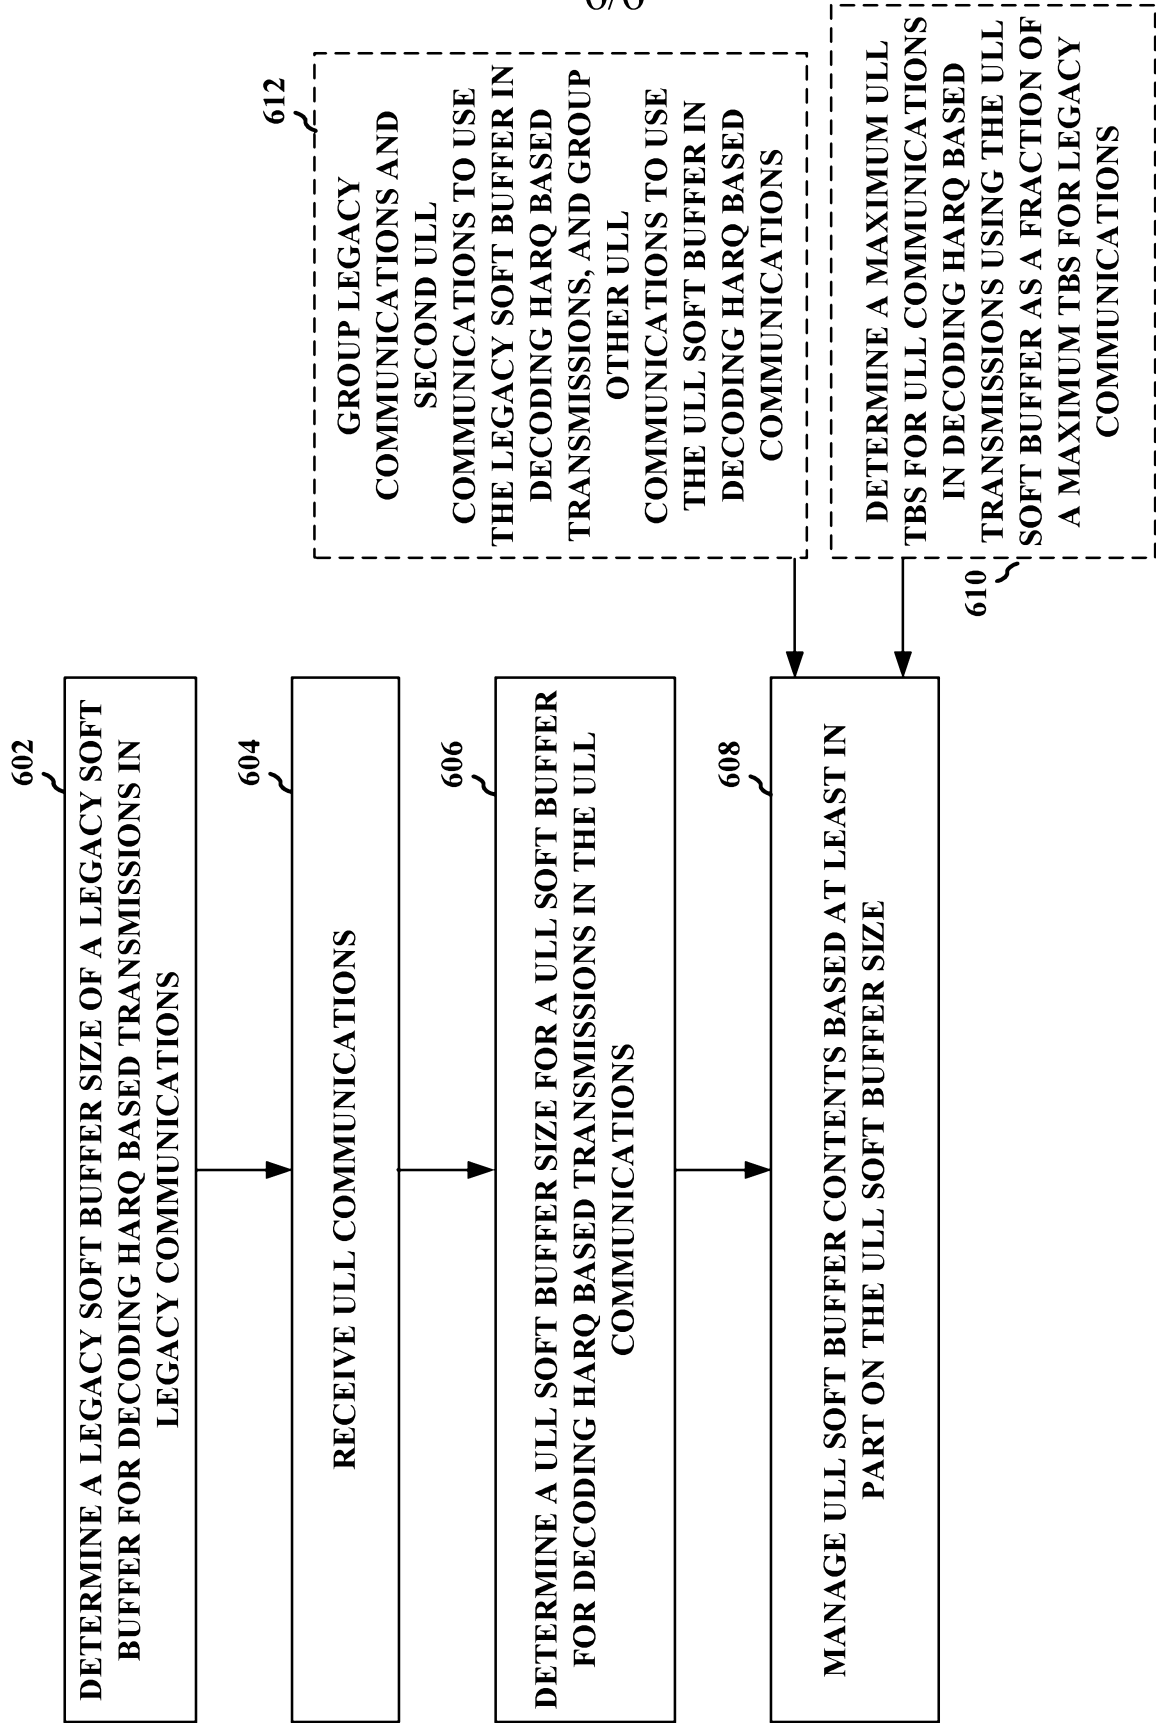 6/6
602
DETERMINE A LEGACY SOFT BUFFER SIZE OF A LEGACY SOFT
BUFFER FOR DECODING HARQ BASED TRANSMISSIONS IN
LEGACY COMMUNICATIONS
604
RECEIVE ULL COMMUNICATIONS
606
DETERMINE A ULL SOFT BUFFER SIZE FOR A ULL SOFT BUFFER
FOR DECODING HARQ BASED TRANSMISSIONS IN THE ULL
COMMUNICATIONS
608
MANAGE ULL SOFT BUFFER CONTENTS BASED AT LEAST IN
PART ON THE ULL SOFT BUFFER SIZE
612
GROUP LEGACY
COMMUNICATIONS AND
SECOND ULL
COMMUNICATIONS TO USE
THE LEGACY SOFT BUFFER IN
DECODING HARQ BASED
TRANSMISSIONS, AND GROUP
OTHER ULL
COMMUNICATIONS TO USE
THE ULL SOFT BUFFER IN
DECODING HARQ BASED
COMMUNICATIONS
610
DETERMINE A MAXIMUM ULL
TBS FOR ULL COMMUNICATIONS
IN DECODING HARQ BASED
TRANSMISSIONS USING THE ULL
SOFT BUFFER AS A FRACTION OF
A MAXIMUM TBS FOR LEGACY
COMMUNICATIONS